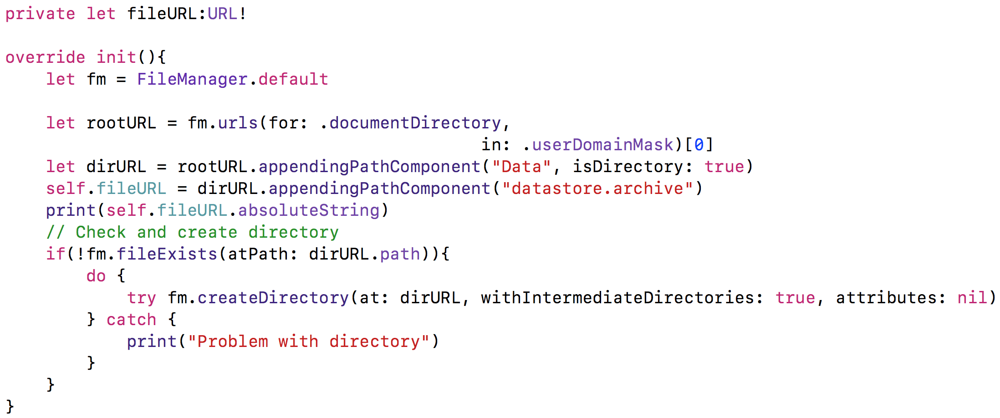 private let fileURL:URL!
override init(){
    let fm = FileManager.default
    let rootURL = fm.urls(for: .documentDirectory,
                                               in: .userDomainMask)[0]
    let dirURL = rootURL.appendingPathComponent("Data", isDirectory: true)
    self.fileURL = dirURL.appendingPathComponent("datastore.archive")
    print(self.fileURL.absoluteString)
    // Check and create directory
    if(!fm.fileExists(atPath: dirURL.path)){
        do {
            try fm.createDirectory(at: dirURL, withIntermediateDirectories: true, attributes: nil)
        } catch {
            print("Problem with directory")
        }
    }
}